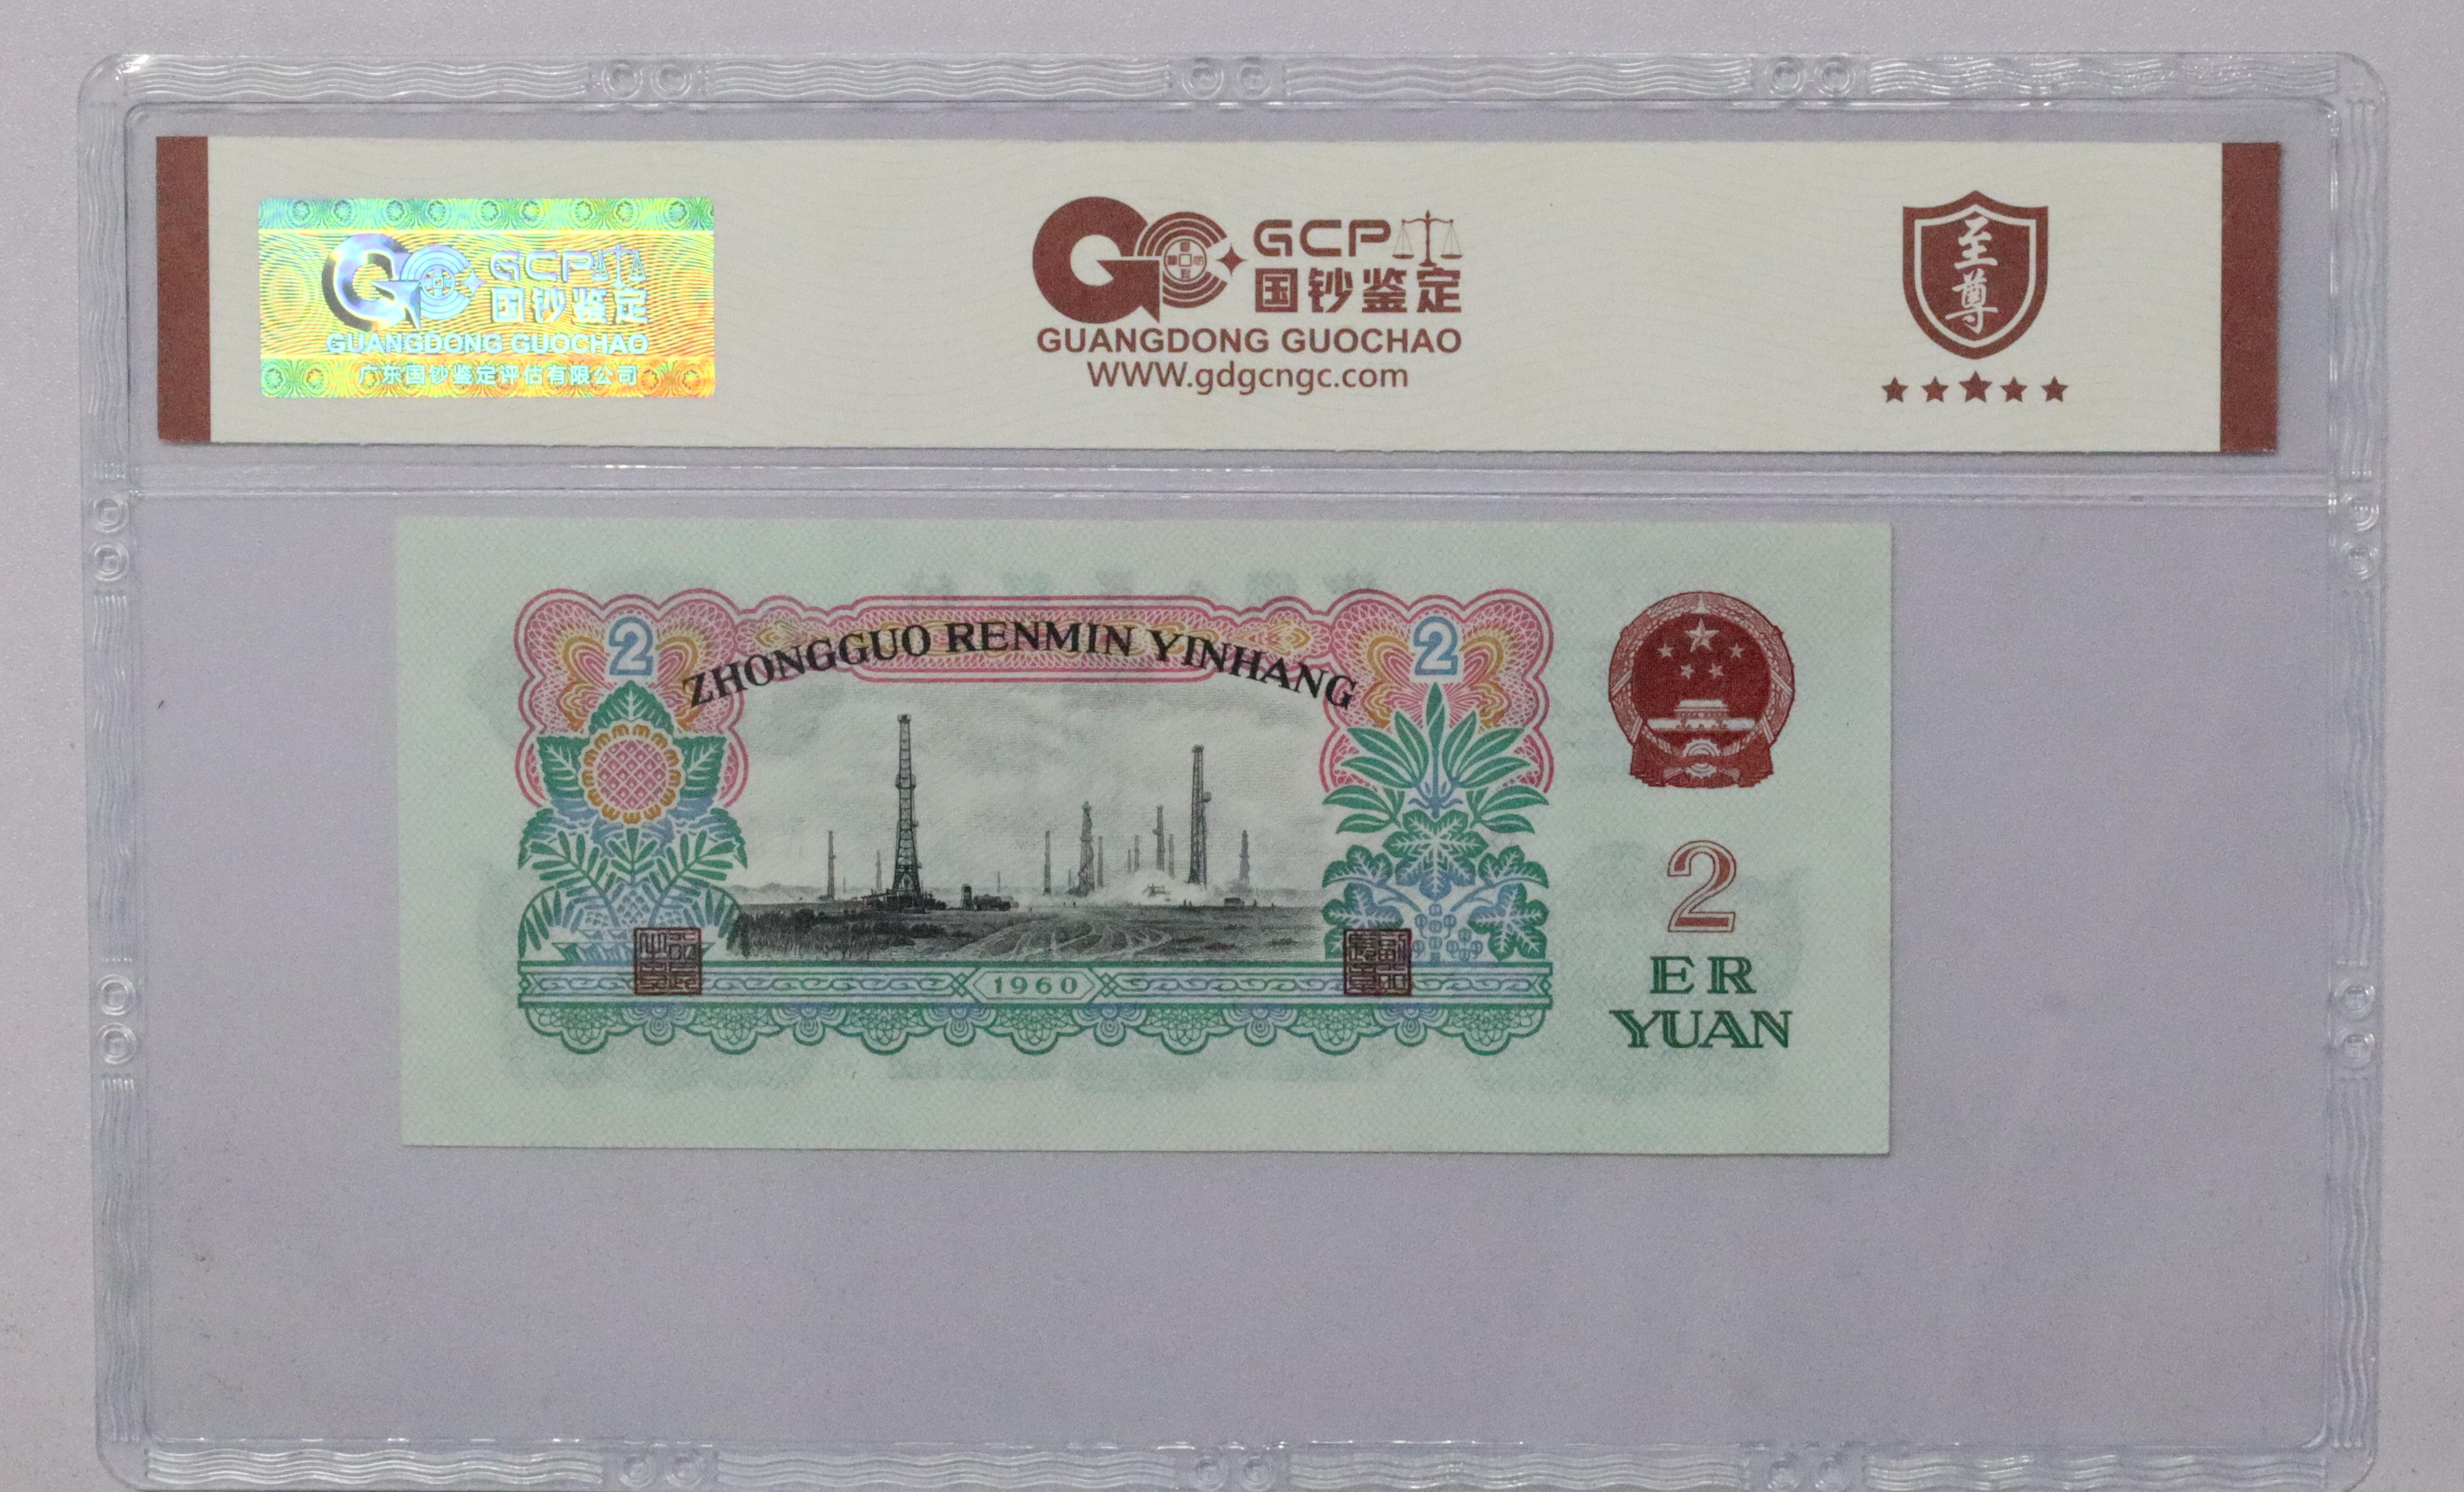 GCP
国钞鉴定
GUANGDONG GUOCHAO
广东国钞鉴定评估有限公司
GCP
国钞鉴定
GUANGDONG GUOCHAO
WWW.gdgcngc.com
至尊
2
ZHONGGUO RENMIN YINHANG
2
1960
2
ER
YUAN